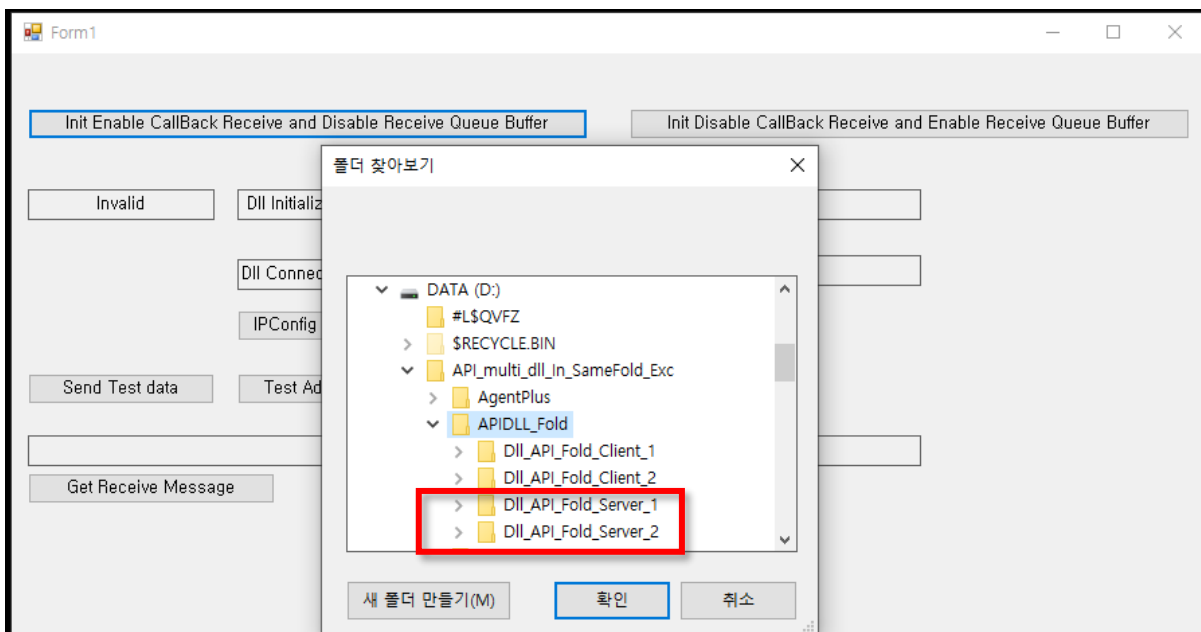 Form1
Init Enable CallBack Receive and Disable Receive Queue Buffer
Init Disable CallBack Receive and Enable Receive Queue Buffer
폴더 찾아보기
Invalid
Dll Initializ
Dll Connec
IPConfig
Send Test data
Test Ad
Get Receive Message
DATA (D:)
#L$QVFZ
$RECYCLE.BIN
API_multi_dll_In_SameFold_Exc
AgentPlus
APIDLL_Fold
Dll_API_Fold_Client_1
Dll_API_Fold_Client_2
Dll_API_Fold_Server_1
Dll_API_Fold_Server_2
새 폴더 만들기(M)
확인
취소